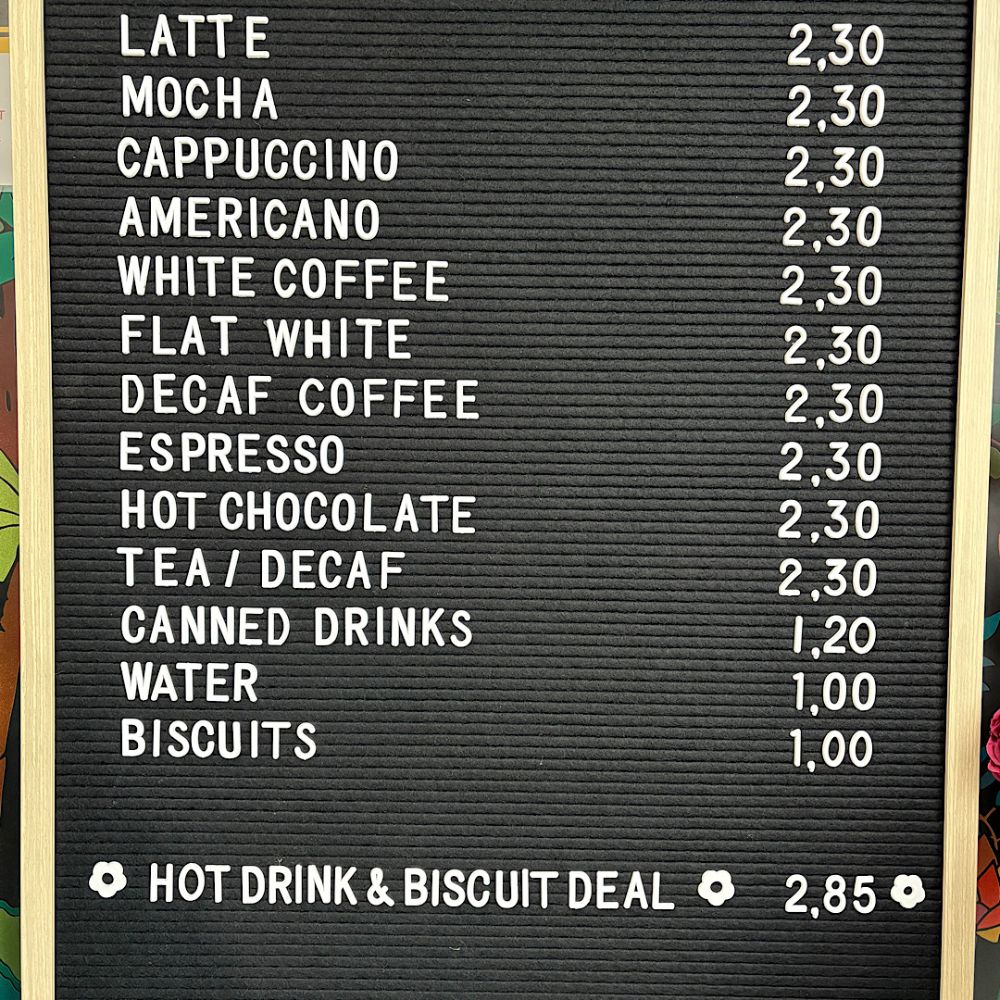 LATTE 2,30
MOCHA 2,30
CAPPUCCINO 2,30
AMERICANO 2,30
WHITE COFFEE 2,30
FLAT WHITE 2,30
DECAF COFFEE 2,30
ESPRESSO 2,30
HOT CHOCOLATE 2,30
TEA/ DECAF 2,30
CANNED DRINKS 1,20
WATER 1,00
BISCUITS 1,00
HOT DRINK & BISCUIT DEAL 2,85